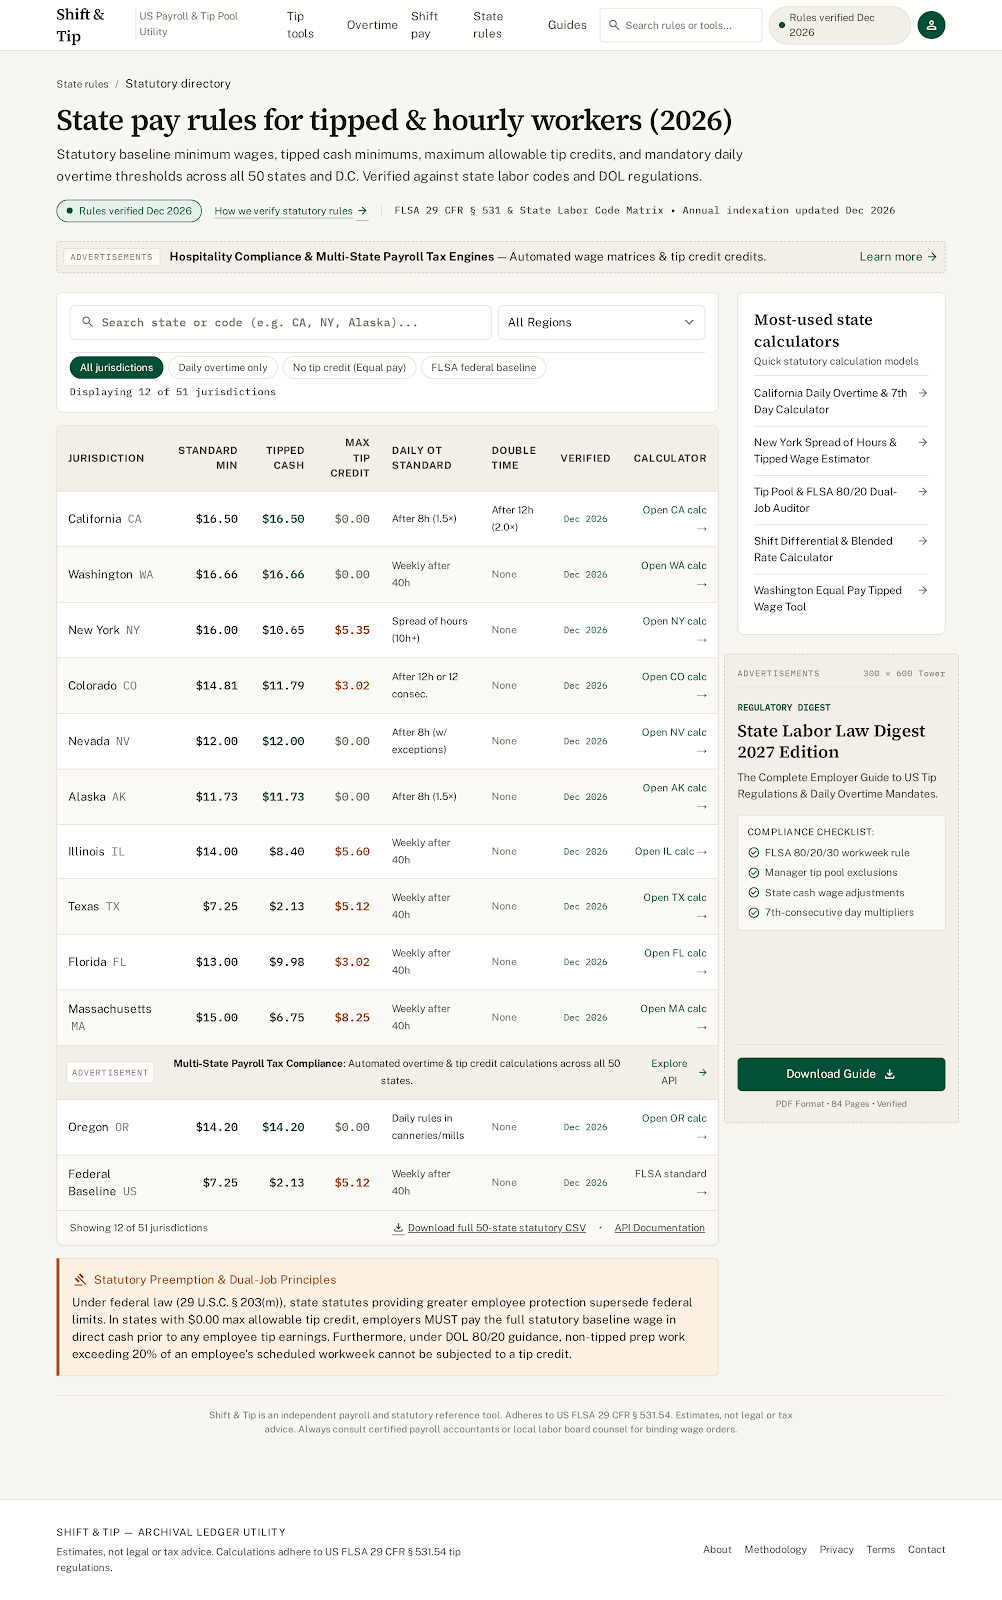 Shift & Tip
US Payroll & Tip Pool Utility
Tip tools
Overtime
Shift pay
State rules
Guides
Search rules or tools...
Rules verified Dec 2026
State rules / Statutory directory
State pay rules for tipped & hourly workers (2026)
Statutory baseline minimum wages, tipped cash minimums, maximum allowable tip credits, and mandatory daily
overtime thresholds across all 50 states and D.C. Verified against state labor codes and DOL regulations.
Rules verified Dec 2026
How we verify statutory rules →
FLSA 29 CFR § 531 & State Labor Code Matrix • Annual indexation updated Dec 2026
ADVERTISEMENTS
Hospitality Compliance & Multi-State Payroll Tax Engines — Automated wage matrices & tip credit credits.
Learn more →
Search state or code (e.g. CA, NY, Alaska)...
All Regions
All jurisdictions
Daily overtime only
No tip credit (Equal pay)
FLSA federal baseline
Displaying 12 of 51 jurisdictions
JURISDICTION STANDARD MIN TIPPED CASH MAX TIP CREDIT DAILY OT STANDARD DOUBLE TIME VERIFIED CALCULATOR
California CA $16.50 $16.50 $0.00 After 8h (1.5×) After 12h (2.0×) Dec 2026 Open CA calc →
Washington WA $16.66 $16.66 $0.00 Weekly after 40h None Dec 2026 Open WA calc →
New York NY $16.00 $10.65 $5.35 Spread of hours (10h+) None Dec 2026 Open NY calc →
Colorado CO $14.81 $11.79 $3.02 After 12h or 12 consec. None Dec 2026 Open CO calc →
Nevada NV $12.00 $12.00 $0.00 After 8h (w/ exceptions) None Dec 2026 Open NV calc →
Alaska AK $11.73 $11.73 $0.00 After 8h (1.5×) None Dec 2026 Open AK calc →
Illinois IL $14.00 $8.40 $5.60 Weekly after 40h None Dec 2026 Open IL calc →
Texas TX $7.25 $2.13 $5.12 Weekly after 40h None Dec 2026 Open TX calc →
Florida FL $13.00 $9.98 $3.02 Weekly after 40h None Dec 2026 Open FL calc →
Massachusetts MA $15.00 $6.75 $8.25 Weekly after 40h None Dec 2026 Open MA calc →
ADVERTISEMENT
Multi-State Payroll Tax Compliance: Automated overtime & tip credit calculations across all 50 states.
Explore API →
Oregon OR $14.20 $14.20 $0.00 Daily rules in canneries/mills None Dec 2026 Open OR calc →
Federal Baseline US $7.25 $2.13 $5.12 Weekly after 40h None Dec 2026 FLSA standard →
Showing 12 of 51 jurisdictions
Download full 50-state statutory CSV • API Documentation
Statutory Preemption & Dual-Job Principles
Under federal law (29 U.S.C. § 203(m)), state statutes providing greater employee protection supersede federal
limits. In states with $0.00 max allowable tip credit, employers MUST pay the full statutory baseline wage in
direct cash prior to any employee tip earnings. Furthermore, under DOL 80/20 guidance, non-tipped prep work
exceeding 20% of an employee's scheduled workweek cannot be subjected to a tip credit.
Most-used state
calculators
Quick statutory calculation models
California Daily Overtime & 7th
Day Calculator →
New York Spread of Hours &
Tipped Wage Estimator →
Tip Pool & FLSA 80/20 Dual-
Job Auditor →
Shift Differential & Blended
Rate Calculator →
Washington Equal Pay Tipped
Wage Tool →
ADVERTISEMENTS
300 × 600 Tower
REGULATORY DIGEST
State Labor Law Digest
2027 Edition
The Complete Employer Guide to US Tip
Regulations & Daily Overtime Mandates.
COMPLIANCE CHECKLIST:
FLSA 80/20/30 workweek rule
Manager tip pool exclusions
State cash wage adjustments
7th-consecutive day multipliers
Download Guide
PDF Format • 84 Pages • Verified
Shift & Tip is an independent payroll and statutory reference tool. Adheres to US FLSA 29 CFR § 531.54. Estimates, not legal or tax
advice. Always consult certified payroll accountants or local labor board counsel for binding wage orders.
SHIFT & TIP — ARCHIVAL LEDGER UTILITY
Estimates, not legal or tax advice. Calculations adhere to US FLSA 29 CFR § 531.54 tip
regulations.
About Methodology Privacy Terms Contact